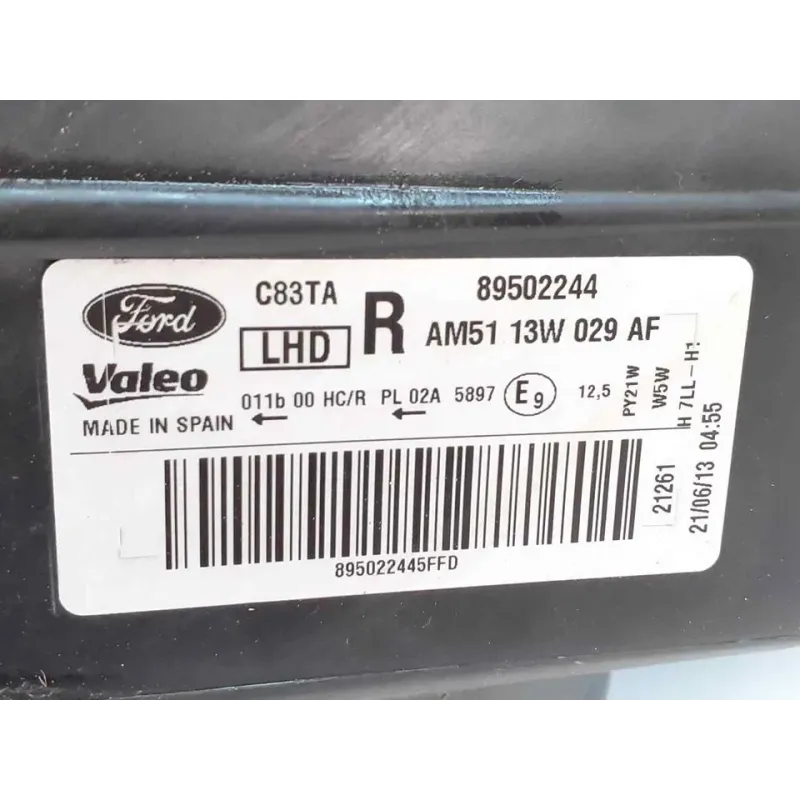 Ford
C83TA
R
89502244
LHD
AM51 13W 029 AF
Valeo
MADE IN SPAIN
011b 00 HC/R PL 02A 5897 E9 12,5
PY21W
W5W
H7LL-H1
21261
21/06/13 04:55
895022445FFD